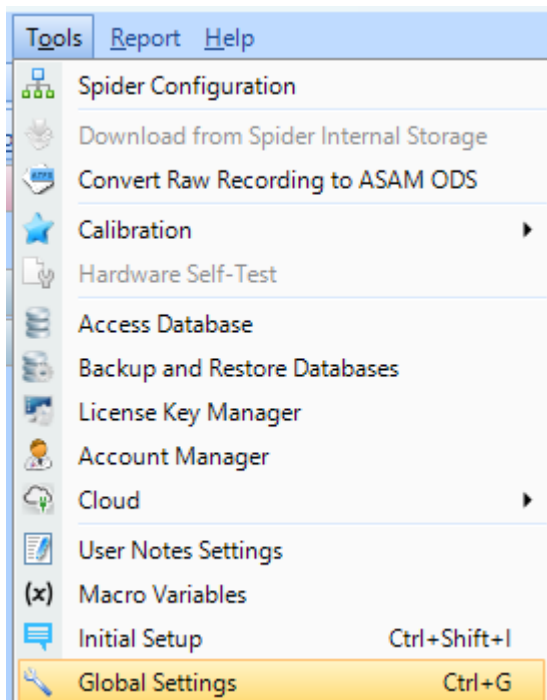 Tools Report Help
Spider Configuration
Download from Spider Internal Storage
Convert Raw Recording to ASAM ODS
Calibration
Hardware Self-Test
Access Database
Backup and Restore Databases
License Key Manager
Account Manager
Cloud
User Notes Settings
(x) Macro Variables
Initial Setup Ctrl+Shift+I
Global Settings Ctrl+G